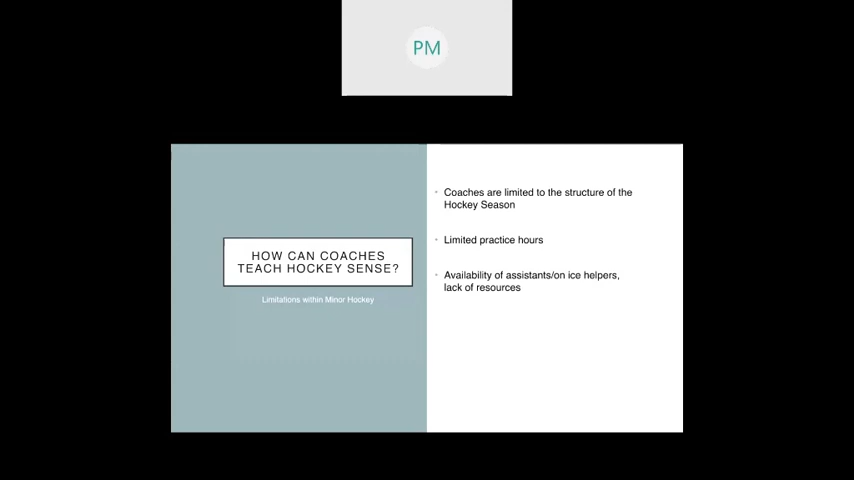 PM
HOW CAN COACHES
TEACH HOCKEY SENSE?
Limitations within Minor Hockey
Coaches are limited to the structure of the
Hockey Season
Limited practice hours
Availability of assistants/on ice helpers,
lack of resources